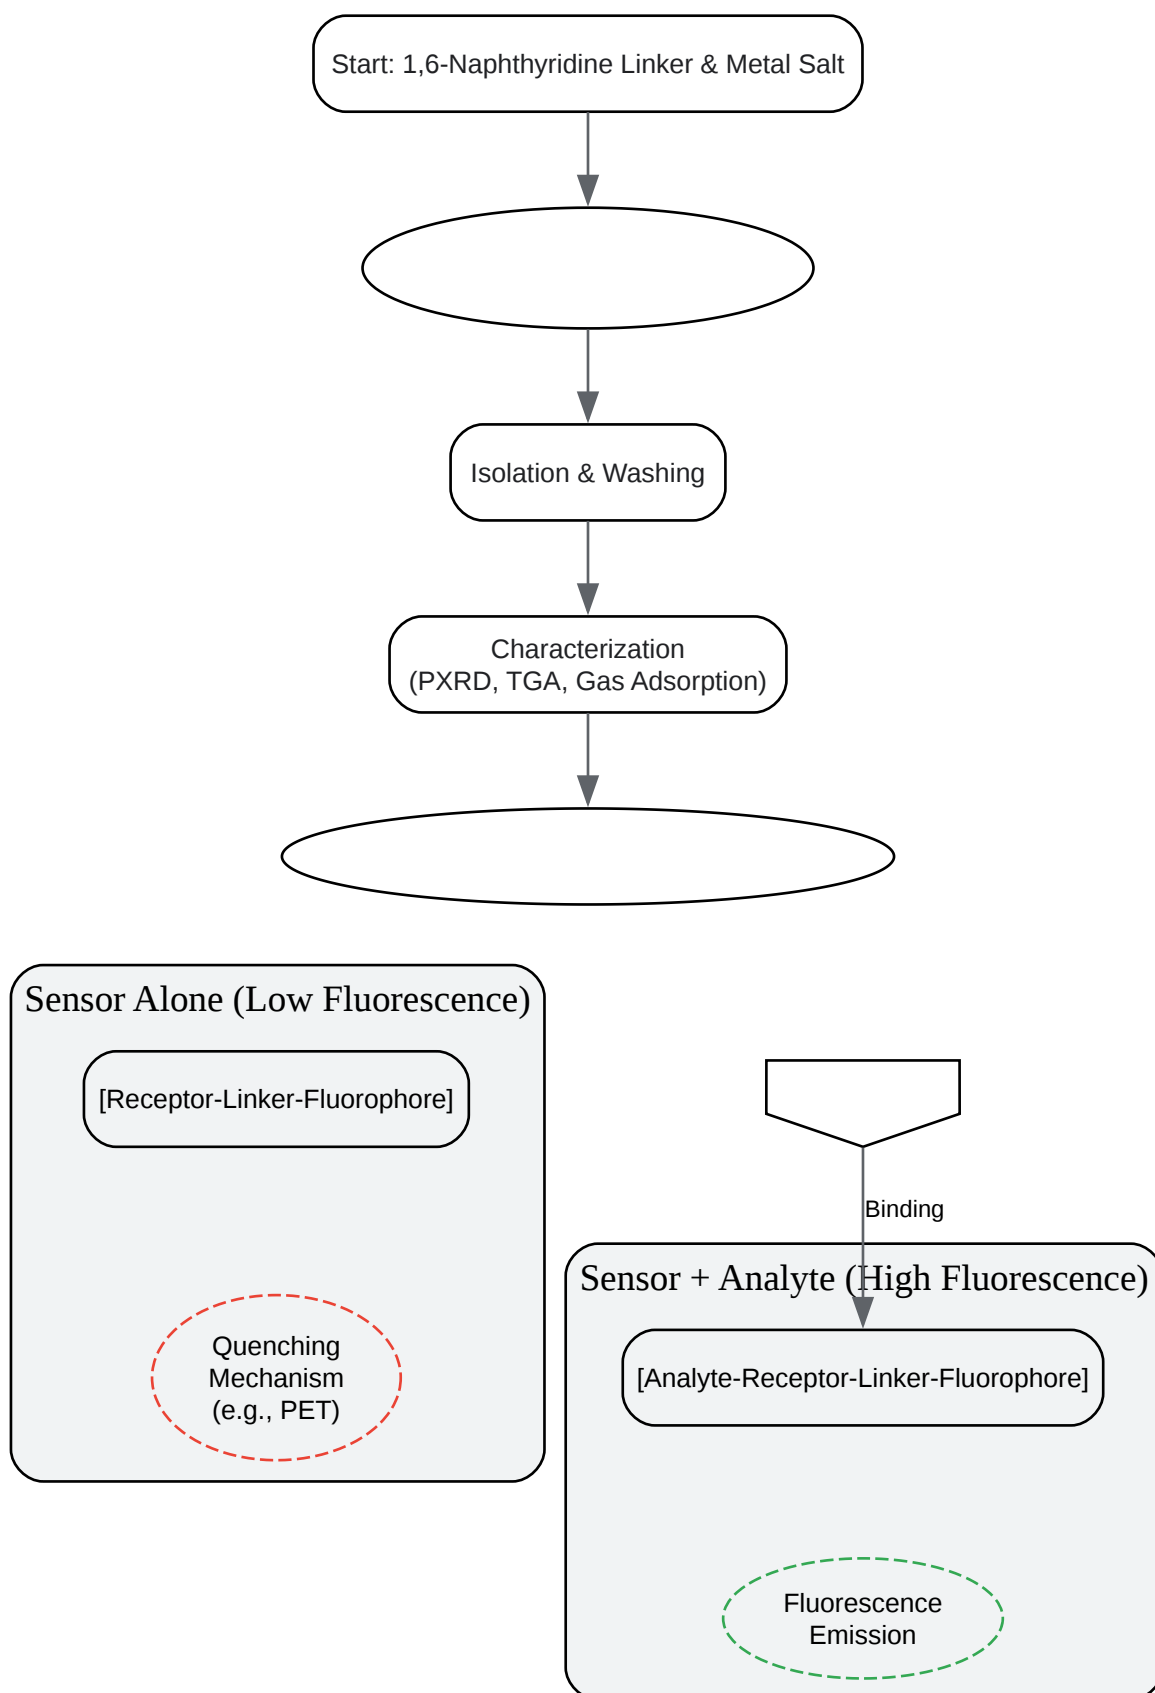 Start: 1,6-Naphthyridine Linker & Metal Salt
Isolation & Washing
Characterization
(PXRD, TGA, Gas Adsorption)
Sensor Alone (Low Fluorescence)
[Receptor-Linker-Fluorophore]
Quenching
Mechanism
(e.g., PET)
Binding
Sensor + Analyte (High Fluorescence)
[Analyte-Receptor-Linker-Fluorophore]
Fluorescence
Emission